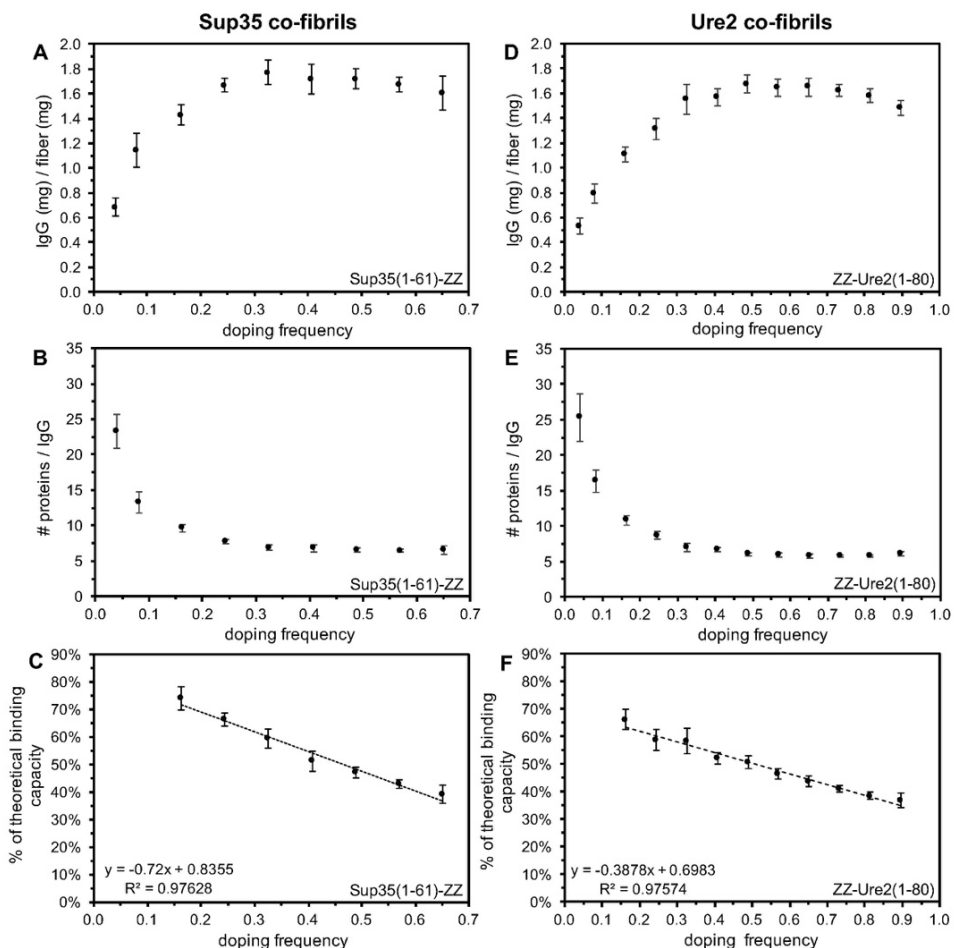 Sup35 co-fibrils
Ure2 co-fibrils
A
IgG (mg) / fiber (mg)
2.0
1.8
1.6
1.4
1.2
1.0
0.8
0.6
0.4
0.2
0.0
Sup35(1-61)-ZZ
0.0 0.1 0.2 0.3 0.4 0.5 0.6 0.7
doping frequency
D
IgG (mg) / fiber (mg)
2.0
1.8
1.6
1.4
1.2
1.0
0.8
0.6
0.4
0.2
0.0
ZZ-Ure2(1-80)
0.0 0.1 0.2 0.3 0.4 0.5 0.6 0.7 0.8 0.9 1.0
doping frequency
B
# proteins / IgG
35
30
25
20
15
10
5
0
Sup35(1-61)-ZZ
0.0 0.1 0.2 0.3 0.4 0.5 0.6 0.7
doping frequency
E
# proteins / IgG
35
30
25
20
15
10
5
0
ZZ-Ure2(1-80)
0.0 0.1 0.2 0.3 0.4 0.5 0.6 0.7 0.8 0.9 1.0
doping frequency
C
% of theoretical binding
capacity
90%
80%
70%
60%
50%
40%
30%
20%
10%
0%
y = -0.72x + 0.8355
R² = 0.97628
Sup35(1-61)-ZZ
0.0 0.1 0.2 0.3 0.4 0.5 0.6 0.7
doping frequency
F
% of theoretical binding
capacity
90%
80%
70%
60%
50%
40%
30%
20%
10%
0%
y = -0.3878x + 0.6983
R² = 0.97574
ZZ-Ure2(1-80)
0.0 0.1 0.2 0.3 0.4 0.5 0.6 0.7 0.8 0.9 1.0
doping frequency